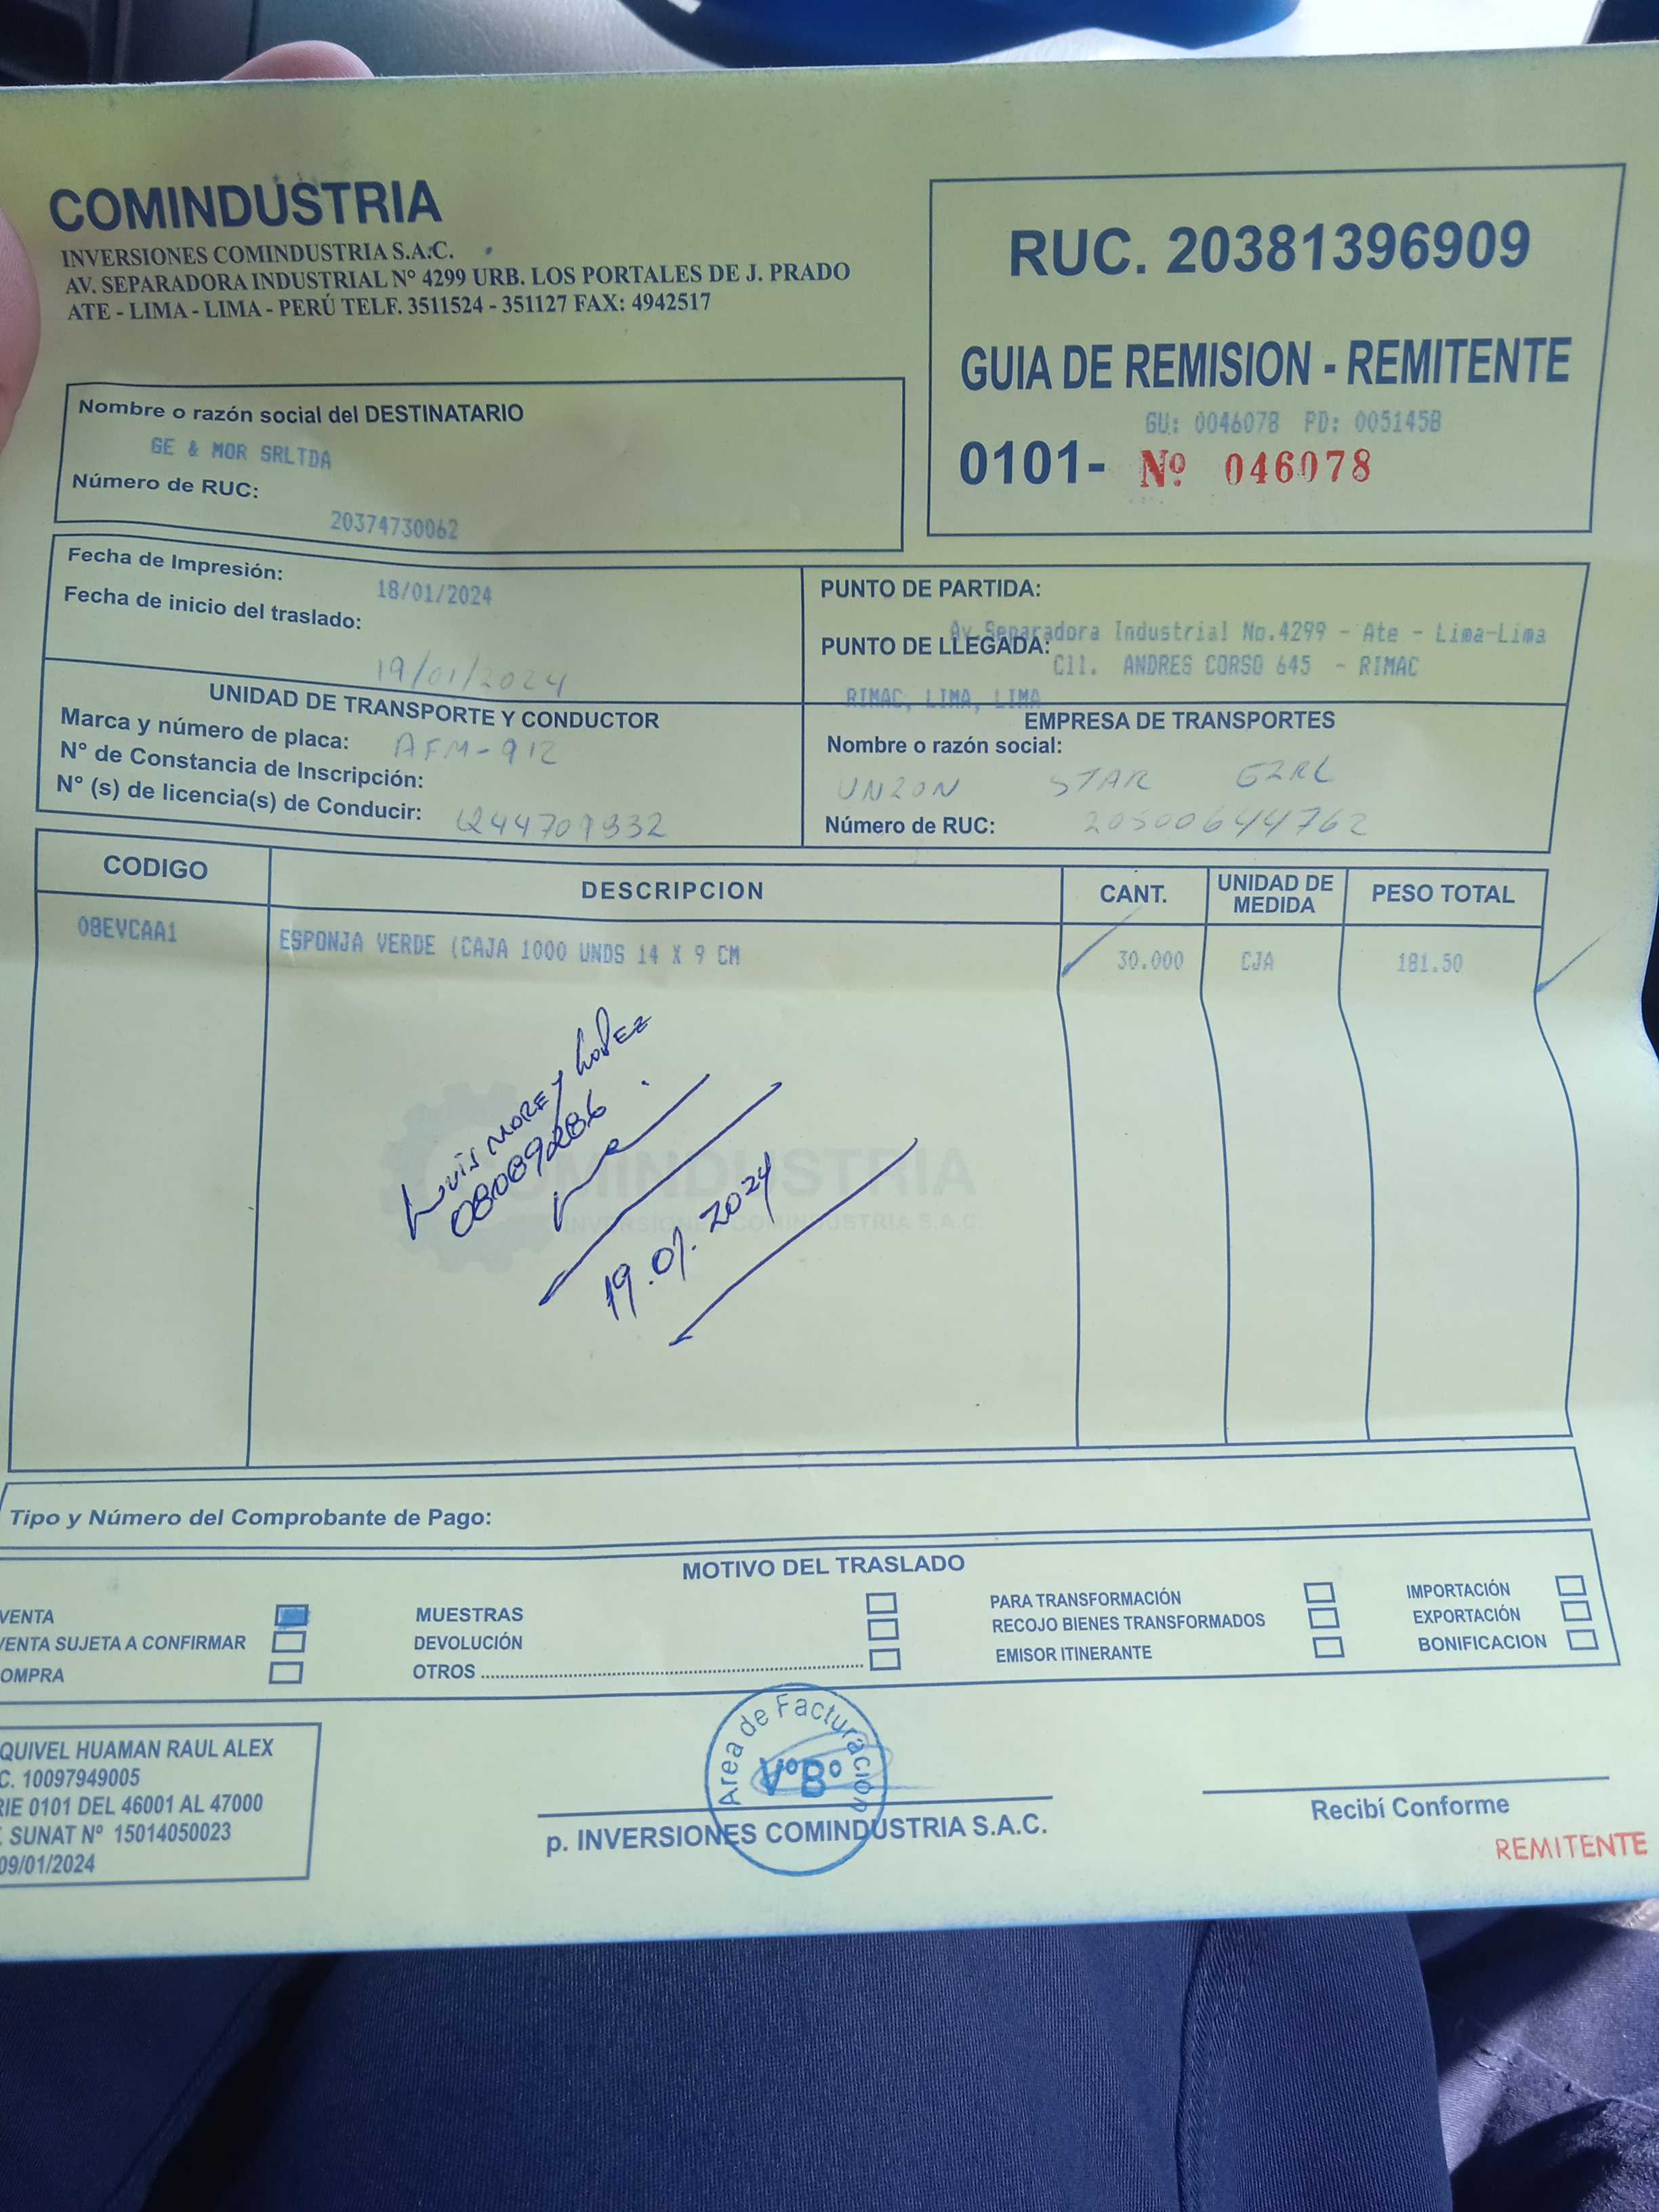 COMINDUSTRIA
INVERSIONES COMINDUSTRIA S.A.C.
AV. SEPARADORA INDUSTRIAL Nº 4299 URB. LOS PORTALES DE J. PRADO
ATE - LIMA - LIMA - PERÚ TELF. 3511524 - 351127 FAX: 4942517
RUC. 20381396909
GUIA DE REMISION - REMITENTE
GU: 0046078 PD: 0051458
0101- Nº 046078
Nombre o razón social del DESTINATARIO
GE & MOR SRLTDA
Número de RUC:
20374730062
Fecha de Impresión:
18/01/2024
Fecha de inicio del traslado:
19/01/2024
PUNTO DE PARTIDA:
Av.Separadora Industrial No.4299 - Ate - Lima-Lima
PUNTO DE LLEGADA:
Cll. ANDRES CORSO 645 - RIMAC
RIMAC, LIMA, LIMA
UNIDAD DE TRANSPORTE Y CONDUCTOR
Marca y número de placa: AFM-912
N° de Constancia de Inscripción:
N° (s) de licencia(s) de Conducir: Q44709332
EMPRESA DE TRANSPORTES
Nombre o razón social:
UNION STAR EIRL
Número de RUC: 20500644762
CODIGO DESCRIPCION CANT. UNIDAD DE MEDIDA PESO TOTAL
08EVCAA1 ESPONJA VERDE (CAJA 1000 UNDS 14 X 9 CM 30.000 CJA 181.50
Luis MOREY LOPEZ
08089286
19.01.2024
COMINDUSTRIA
INVERSIONES COMINDUSTRIA S.A.C.
Tipo y Número del Comprobante de Pago:
MOTIVO DEL TRASLADO
VENTA MUESTRAS PARA TRANSFORMACIÓN IMPORTACIÓN
VENTA SUJETA A CONFIRMAR DEVOLUCIÓN RECOJO BIENES TRANSFORMADOS EXPORTACIÓN
OMPRA OTROS EMISOR ITINERANTE BONIFICACION
QUIVEL HUAMAN RAUL ALEX
C. 10097949005
RIE 0101 DEL 46001 AL 47000
. SUNAT Nº 15014050023
09/01/2024
Area de Facturación
VºBº
p. INVERSIONES COMINDUSTRIA S.A.C.
Recibí Conforme
REMITENTE